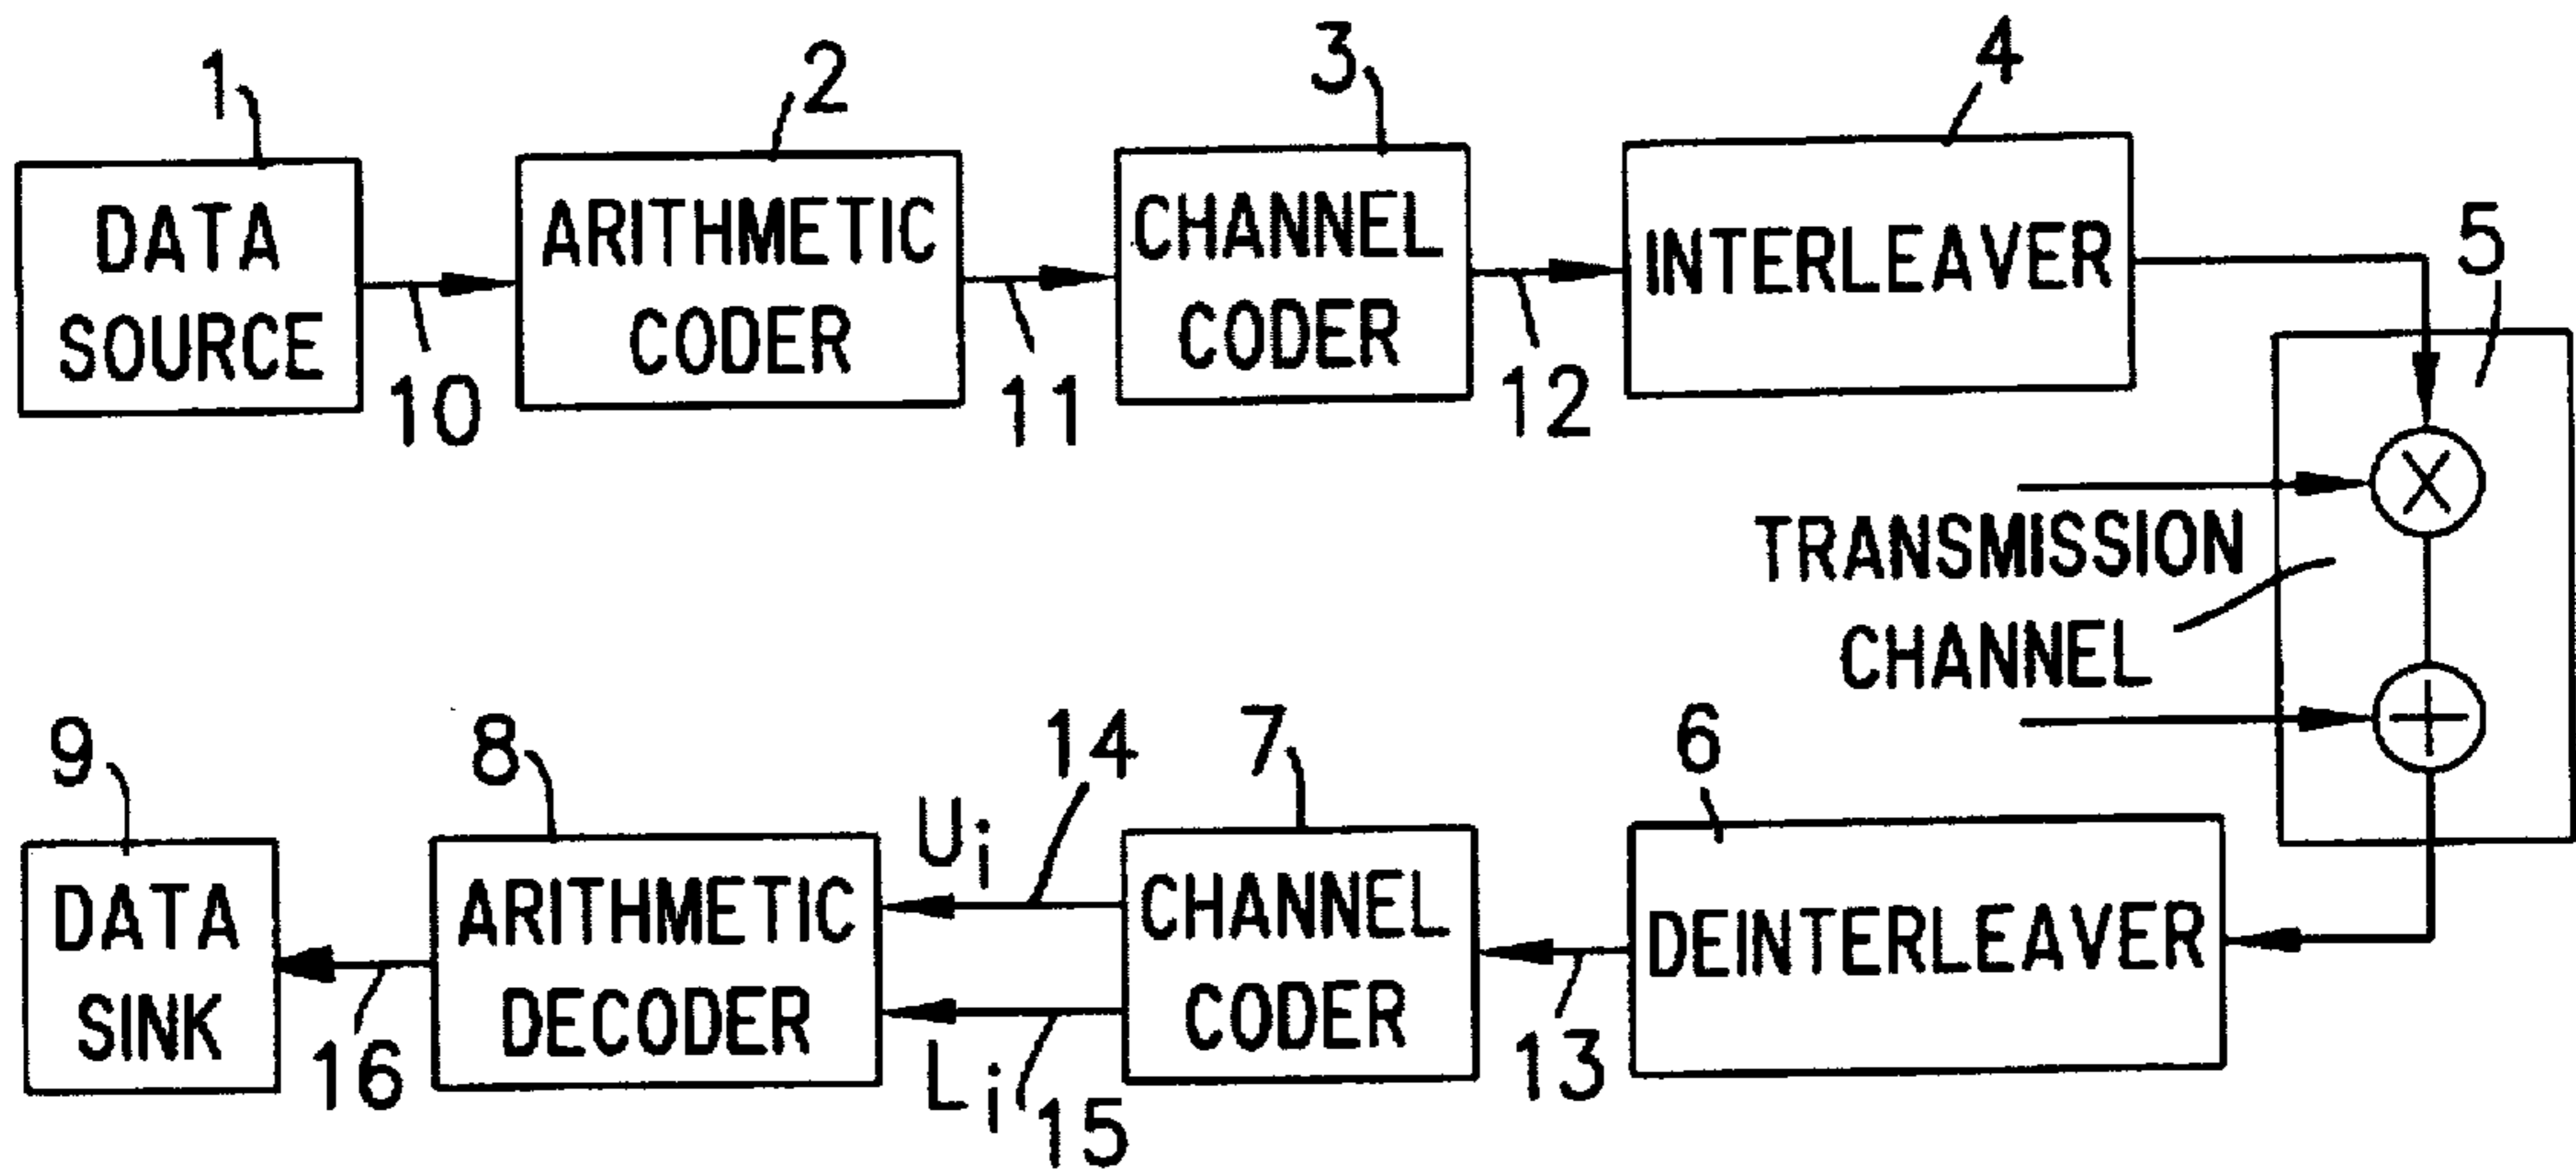 1
2
3
4
5
DATA
SOURCE
10
ARITHMETIC
CODER
11
CHANNEL
CODER
12
INTERLEAVER
TRANSMISSION
CHANNEL
9
8
14
7
6
DATA
SINK
16
ARITHMETIC
DECODER
Ui
Li
15
CHANNEL
CODER
13
DEINTERLEAVER